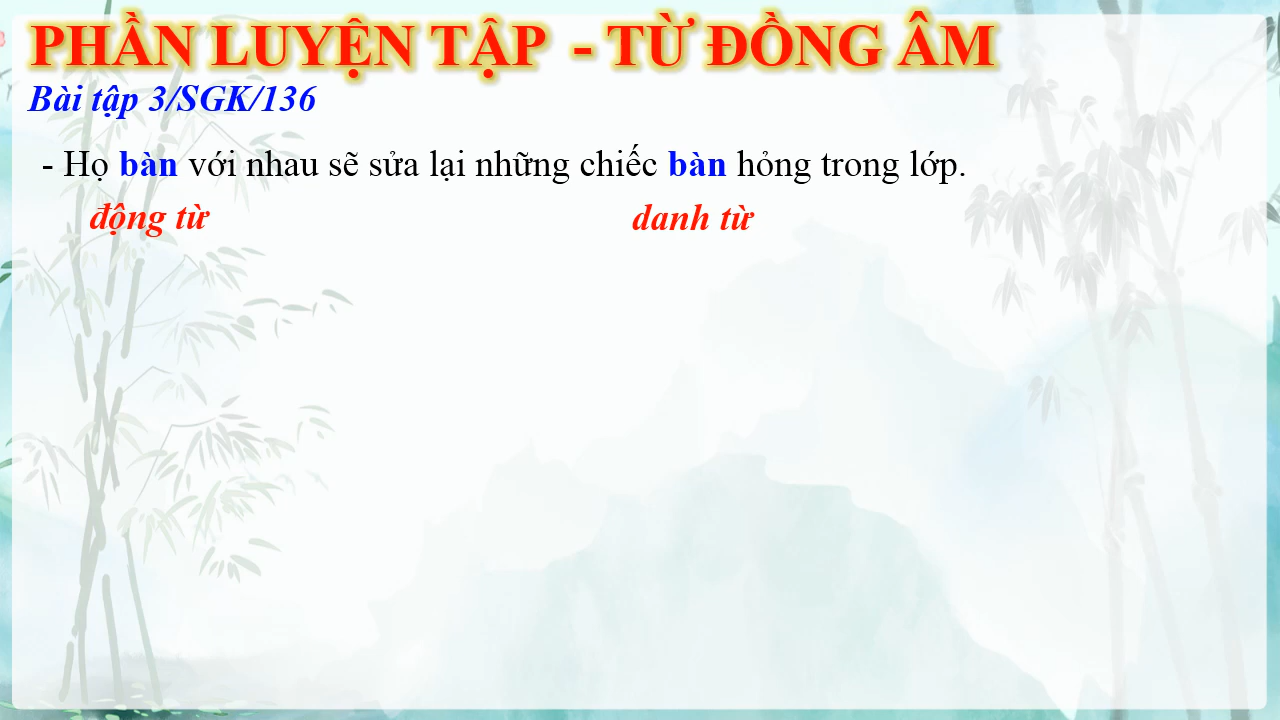 PHẦN LUYỆN TẬP - TỪ ĐỒNG ÂM
Bài tập 3/SGK/136
- Họ bàn với nhau sẽ sửa lại những chiếc bàn hỏng trong lớp.
động từ danh từ